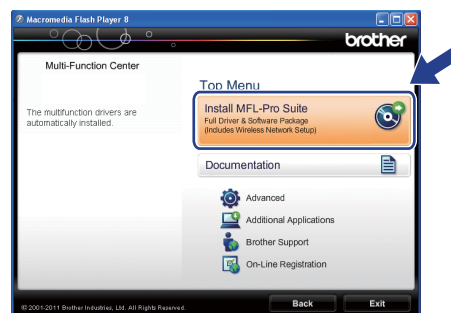 Macromedia Flash Player 8
brother
Multi-Function Center
Top Menu
The multifunction drivers are
automatically installed.
Install MFL-Pro Suite
Full Driver & Software Package
(Includes Wireless Network Setup)
Documentation
Advanced
Additional Applications
Brother Support
On-Line Registration
© 2001-2011 Brother Industries, Ltd. All Rights Reserved.
Back
Exit